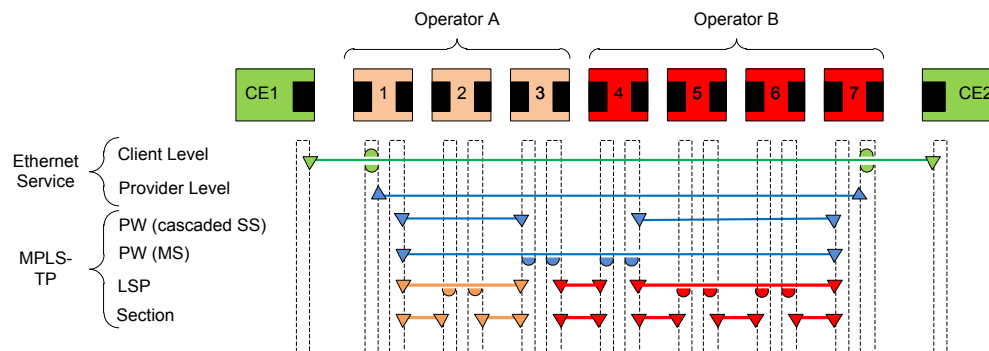 Operator A
Operator B
CE1
1
2
3
4
5
6
7
CE2
Ethernet
Service
Client Level
Provider Level
MPLS-
TP
PW (cascaded SS)
PW (MS)
LSP
Section